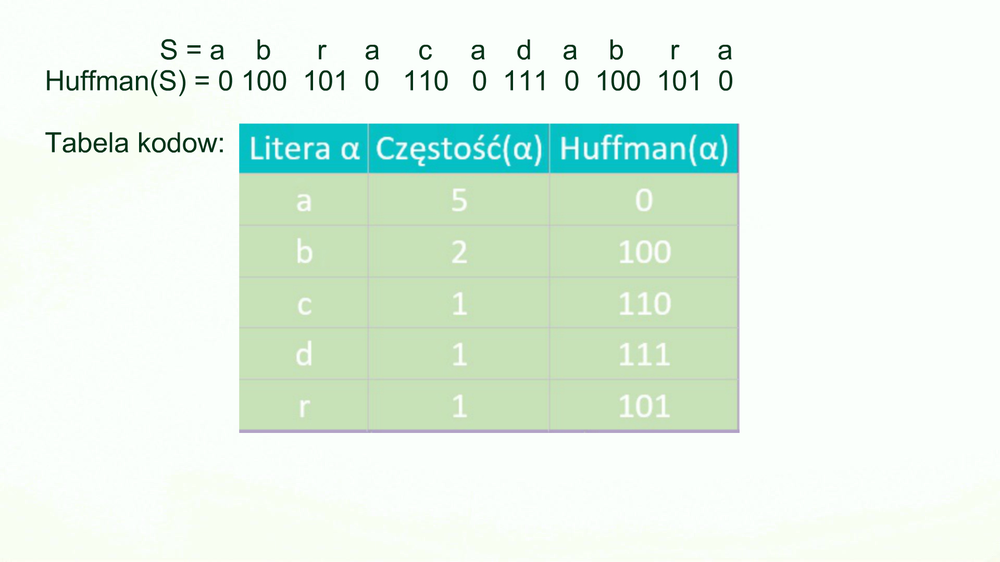 S = a b r a c a d a b r a
Huffman(S) = 0 100 101 0 110 0 111 0 100 101 0
Tabela kodow:
Litera α Częstość(α) Huffman(α)
a 5 0
b 2 100
c 1 110
d 1 111
r 1 101